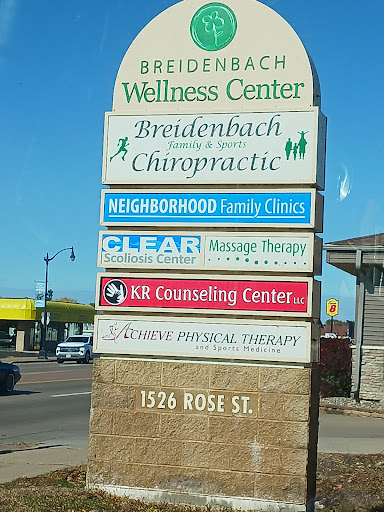 BREIDENBACH
Wellness Center
Breidenbach
Family & Sports
Chiropractic
NEIGHBORHOOD Family Clinics
CLEAR
Scoliosis Center
Massage Therapy
KR Counseling Center LLC
ACHIEVE PHYSICAL THERAPY
and Sports Medicine
1526 ROSE ST.
8